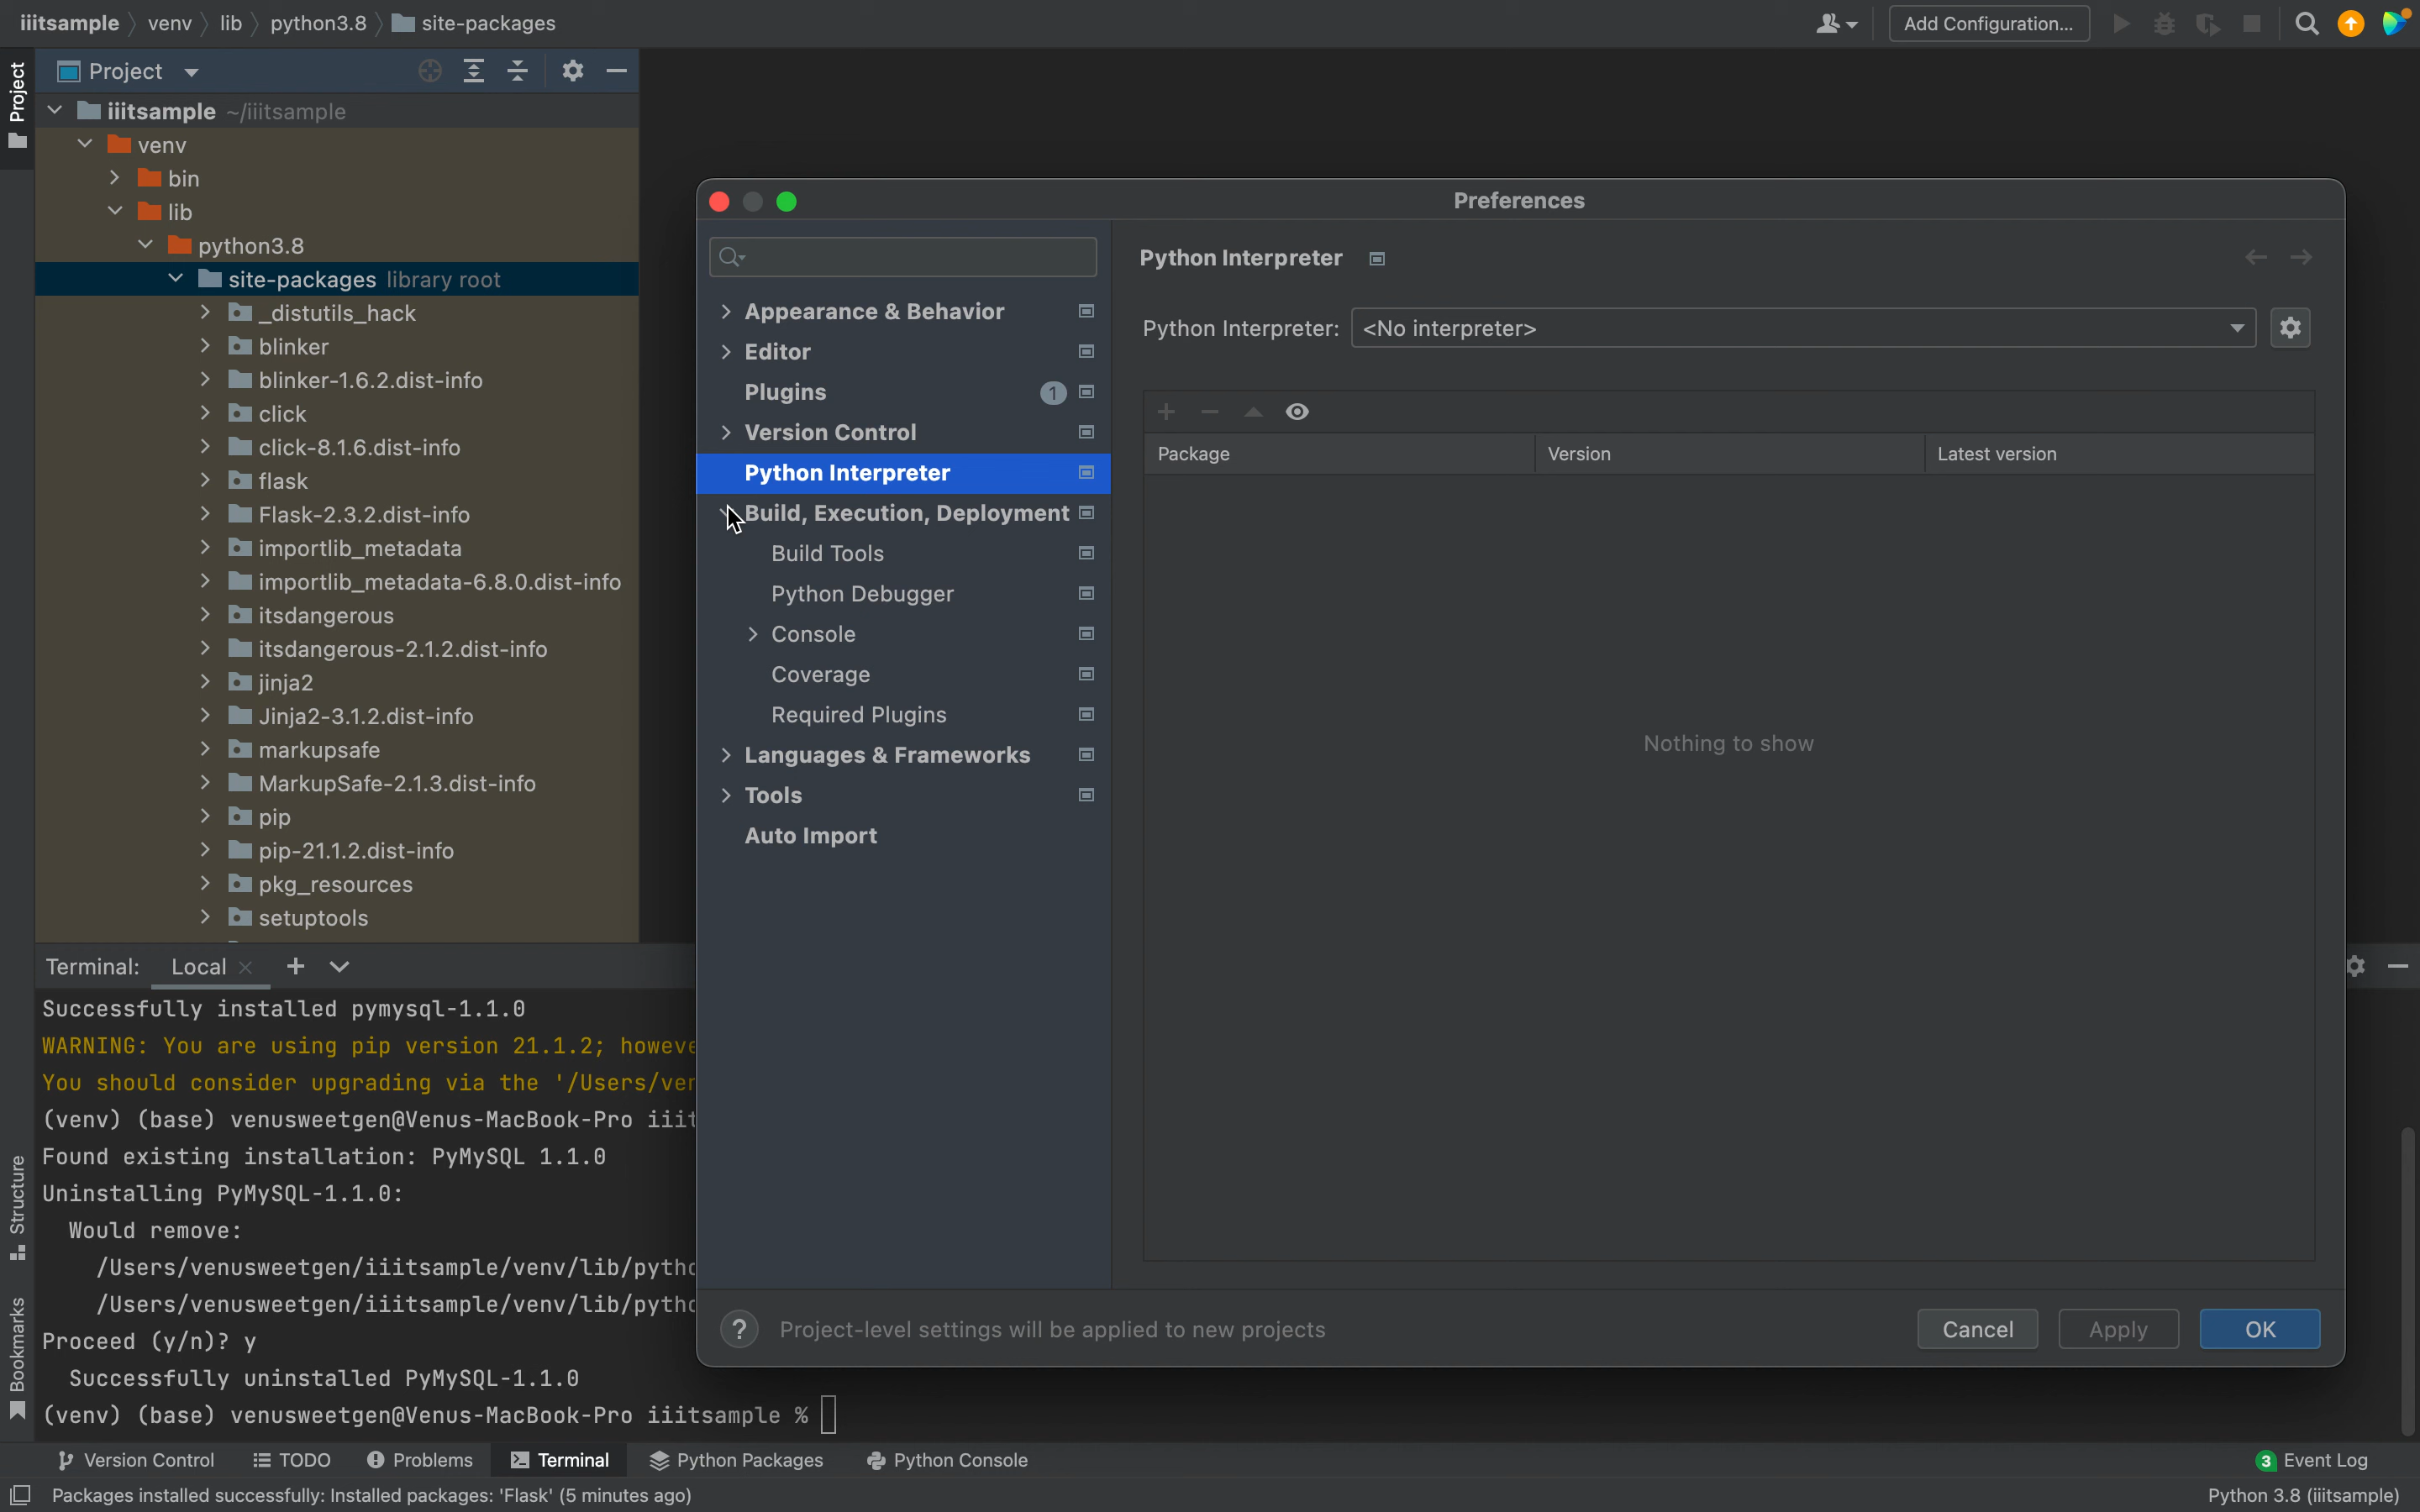 iiitsample venv lib python3.8 site-packages
Add Configuration...
Project
Project
iiitsample ~/iiitsample
venv
bin
lib
python3.8
site-packages library root
_distutils_hack
blinker
blinker-1.6.2.dist-info
click
click-8.1.6.dist-info
flask
Flask-2.3.2.dist-info
importlib_metadata
importlib_metadata-6.8.0.dist-info
itsdangerous
itsdangerous-2.1.2.dist-info
jinja2
Jinja2-3.1.2.dist-info
markupsafe
MarkupSafe-2.1.3.dist-info
pip
pip-21.1.2.dist-info
pkg_resources
setuptools
Preferences
Appearance & Behavior
Editor
Plugins 1
Version Control
Python Interpreter
Build, Execution, Deployment
Build Tools
Python Debugger
Console
Coverage
Required Plugins
Languages & Frameworks
Tools
Auto Import
Python Interpreter
Python Interpreter: <No interpreter>
Package Version Latest version
Nothing to show
? Project-level settings will be applied to new projects
Cancel Apply OK
Terminal: Local
Successfully installed pymysql-1.1.0
WARNING: You are using pip version 21.1.2; howeve
You should consider upgrading via the '/Users/ven
(venv) (base) venusweetgen@Venus-MacBook-Pro iiit
Found existing installation: PyMySQL 1.1.0
Uninstalling PyMySQL-1.1.0:
Would remove:
/Users/venusweetgen/iiitsample/venv/lib/pytho
/Users/venusweetgen/iiitsample/venv/lib/pytho
Proceed (y/n)? y
Successfully uninstalled PyMySQL-1.1.0
(venv) (base) venusweetgen@Venus-MacBook-Pro iiitsample %
Structure
Bookmarks
Version Control TODO Problems Terminal Python Packages Python Console 3 Event Log
Packages installed successfully: Installed packages: 'Flask' (5 minutes ago) Python 3.8 (iiitsample)